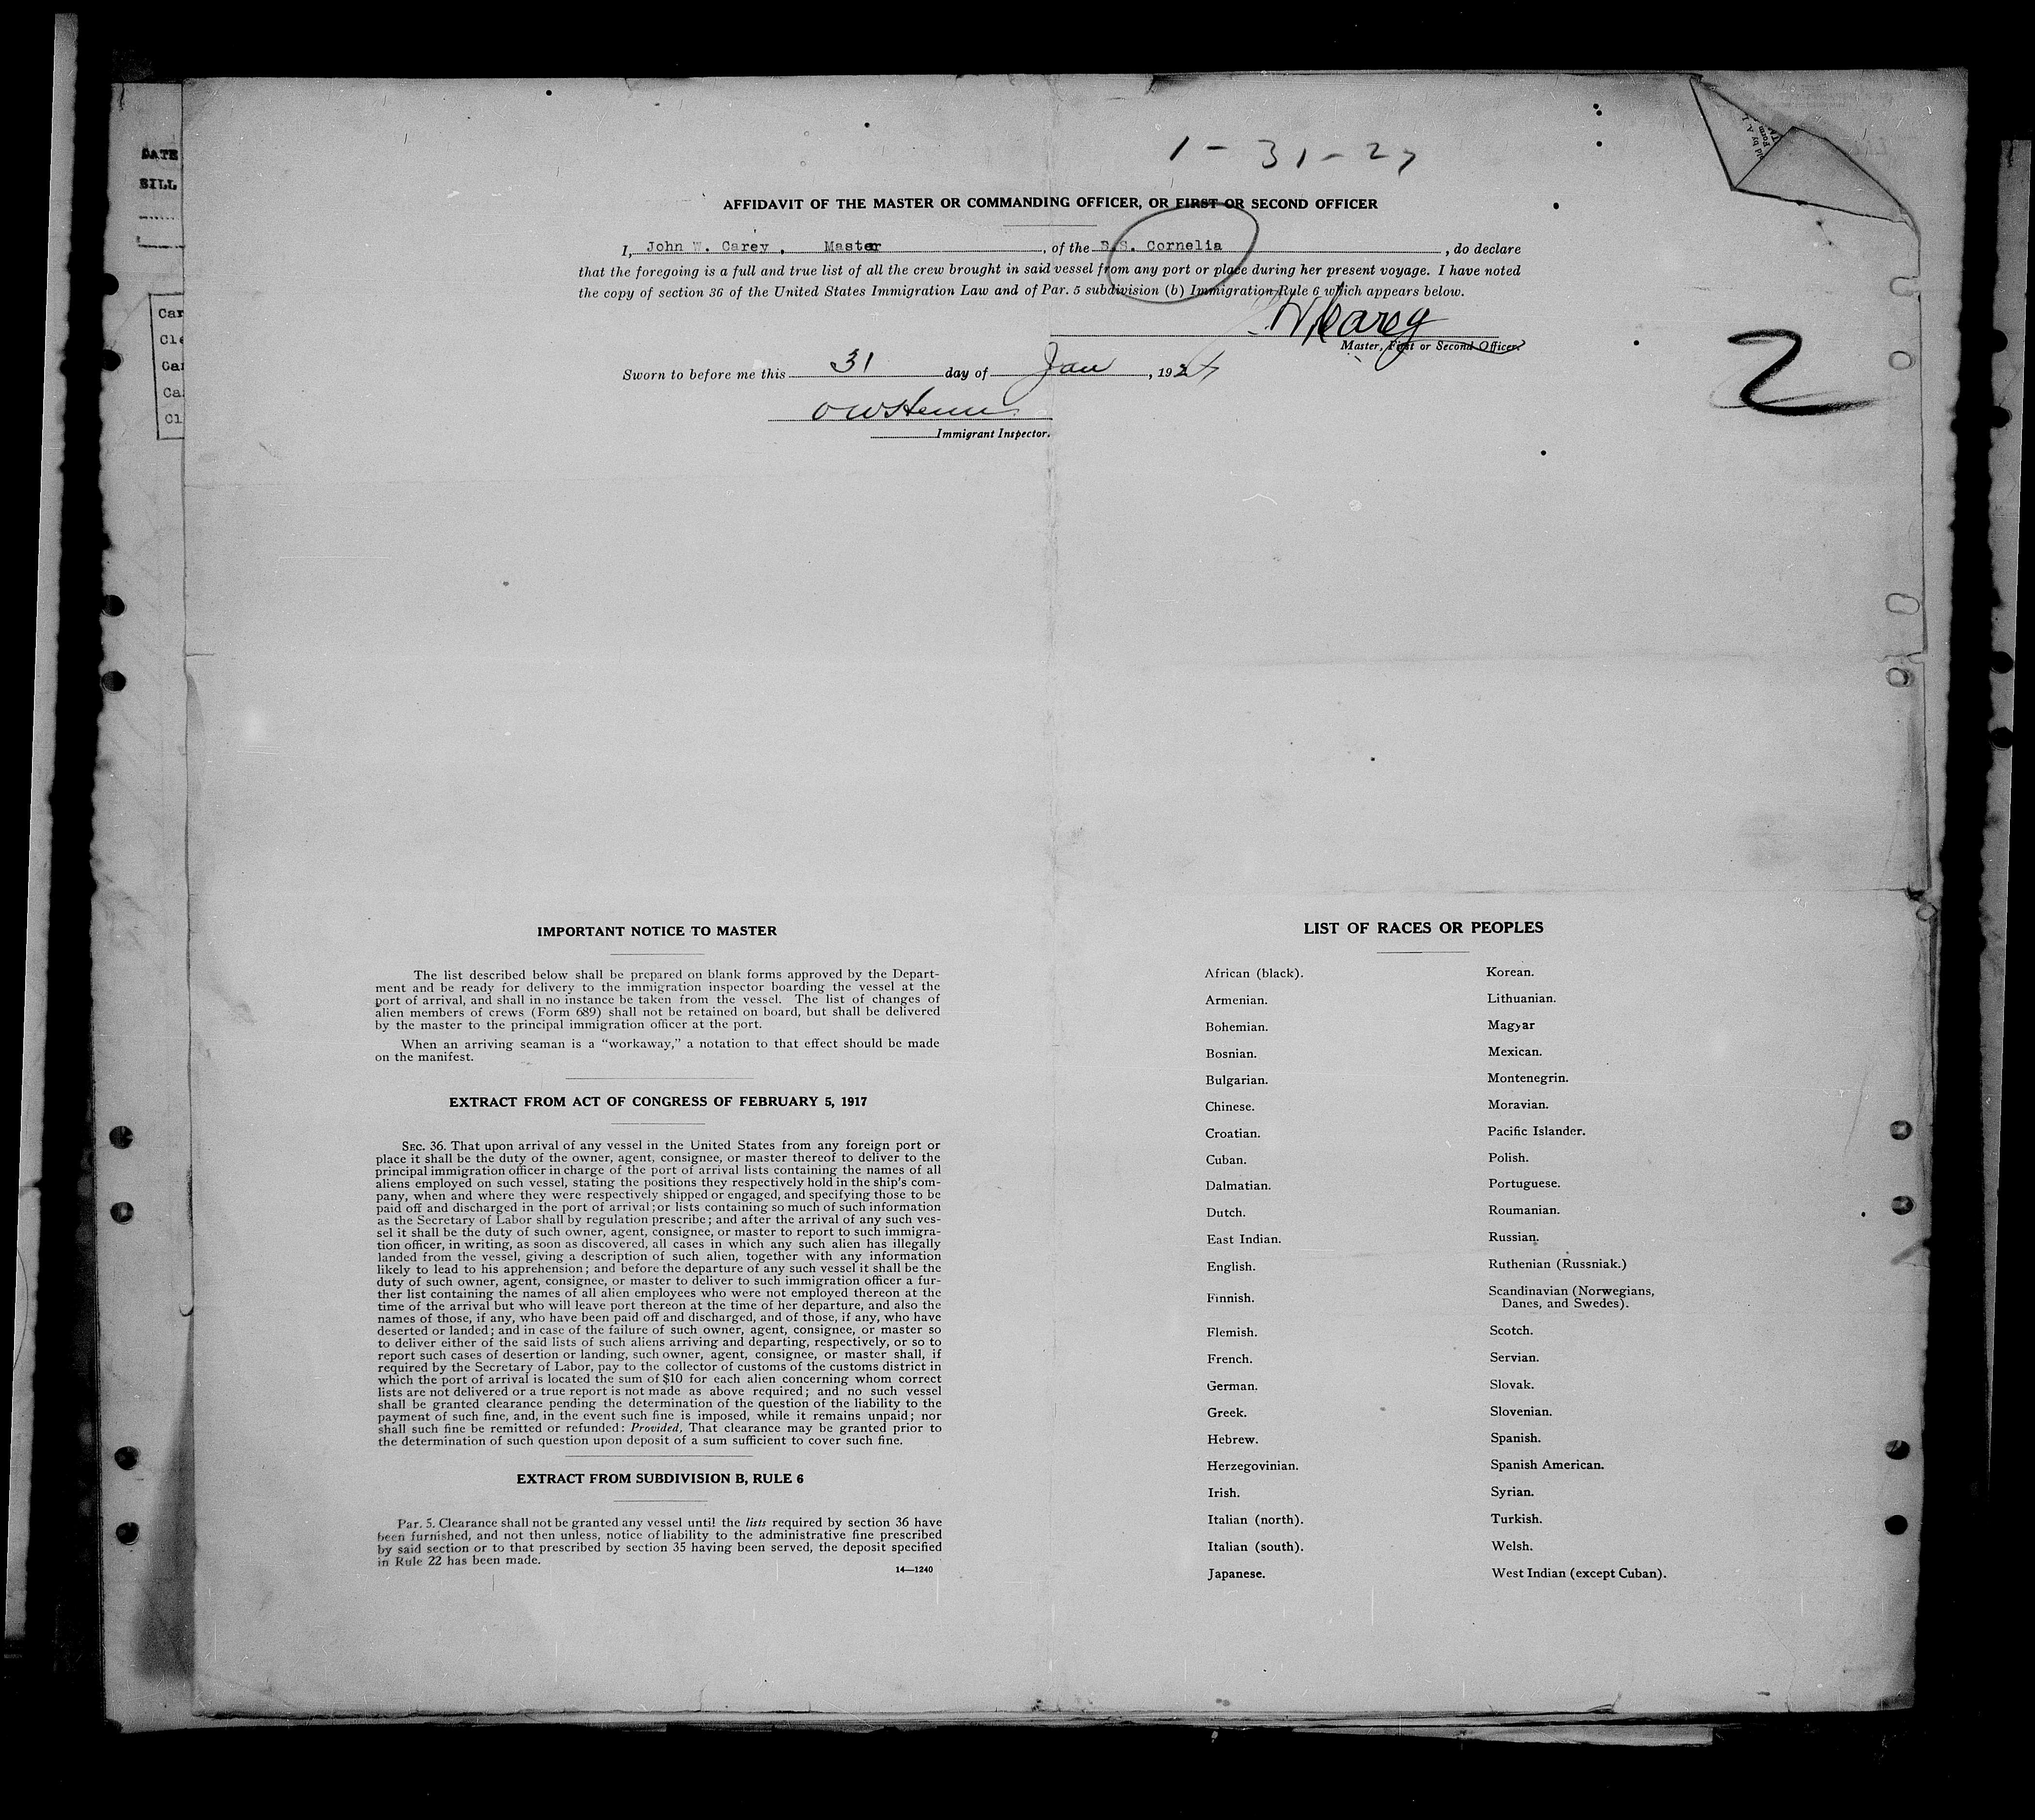 DATE
BILL
1 - 31 - 27
AFFIDAVIT OF THE MASTER OR COMMANDING OFFICER, OR FIRST OR SECOND OFFICER
I, John W. Carey, Master, of the S.S. Cornelia, do declare
that the foregoing is a full and true list of all the crew brought in said vessel from any port or place during her present voyage. I have noted
the copy of section 36 of the United States Immigration Law and of Par. 5 subdivision (b) Immigration Rule 6 which appears below.
Carey
Master, First or Second Officer.
Sworn to before me this 31 day of Jan, 1927
Immigrant Inspector.
2
IMPORTANT NOTICE TO MASTER
The list described below shall be prepared on blank forms approved by the Depart-
ment and be ready for delivery to the immigration inspector boarding the vessel at the
port of arrival, and shall in no instance be taken from the vessel. The list of changes of
alien members of crews (Form 689) shall not be retained on board, but shall be delivered
by the master to the principal immigration officer at the port.
When an arriving seaman is a "workaway," a notation to that effect should be made
on the manifest.
EXTRACT FROM ACT OF CONGRESS OF FEBRUARY 5, 1917
SEC. 36. That upon arrival of any vessel in the United States from any foreign port or
place it shall be the duty of the owner, agent, consignee, or master thereof to deliver to the
principal immigration officer in charge of the port of arrival lists containing the names of all
aliens employed on such vessel, stating the positions they respectively hold in the ship's com-
pany, when and where they were respectively shipped or engaged, and specifying those to be
paid off and discharged in the port of arrival; or lists containing so much of such information
as the Secretary of Labor shall by regulation prescribe; and after the arrival of any such ves-
sel it shall be the duty of such owner, agent, consignee, or master to report to such immigra-
tion officer, in writing, as soon as discovered, all cases in which any such alien has illegally
landed from the vessel, giving a description of such alien, together with any information
likely to lead to his apprehension; and before the departure of any such vessel it shall be the
duty of such owner, agent, consignee, or master to deliver to such immigration officer a fur-
ther list containing the names of all alien employees who were not employed thereon at the
time of the arrival but who will leave port thereon at the time of her departure, and also the
names of those, if any, who have been paid off and discharged, and of those, if any, who have
deserted or landed; and in case of the failure of such owner, agent, consignee, or master so
to deliver either of the said lists of such aliens arriving and departing, respectively, or so to
report such cases of desertion or landing, such owner, agent, consignee, or master shall, if
required by the Secretary of Labor, pay to the collector of customs of the customs district in
which the port of arrival is located the sum of $10 for each alien concerning whom correct
lists are not delivered or a true report is not made as above required; and no such vessel
shall be granted clearance pending the determination of the question of the liability to the
payment of such fine, and, in the event such fine is imposed, while it remains unpaid; nor
shall such fine be remitted or refunded: Provided, That clearance may be granted prior to
the determination of such question upon deposit of a sum sufficient to cover such fine.
EXTRACT FROM SUBDIVISION B, RULE 6
Par. 5. Clearance shall not be granted any vessel until the lists required by section 36 have
been furnished, and not then unless, notice of liability to the administrative fine prescribed
by said section or to that prescribed by section 35 having been served, the deposit specified
in Rule 22 has been made.
14—1240
LIST OF RACES OR PEOPLES
African (black).
Armenian.
Bohemian.
Bosnian.
Bulgarian.
Chinese.
Croatian.
Cuban.
Dalmatian.
Dutch.
East Indian.
English.
Finnish.
Flemish.
French.
German.
Greek.
Hebrew.
Herzegovinian.
Irish.
Italian (north).
Italian (south).
Japanese.
Korean.
Lithuanian.
Magyar
Mexican.
Montenegrin.
Moravian.
Pacific Islander.
Polish.
Portuguese.
Roumanian.
Russian.
Ruthenian (Russniak.)
Scandinavian (Norwegians,
Danes, and Swedes).
Scotch.
Servian.
Slovak.
Slovenian.
Spanish.
Spanish American.
Syrian.
Turkish.
Welsh.
West Indian (except Cuban).